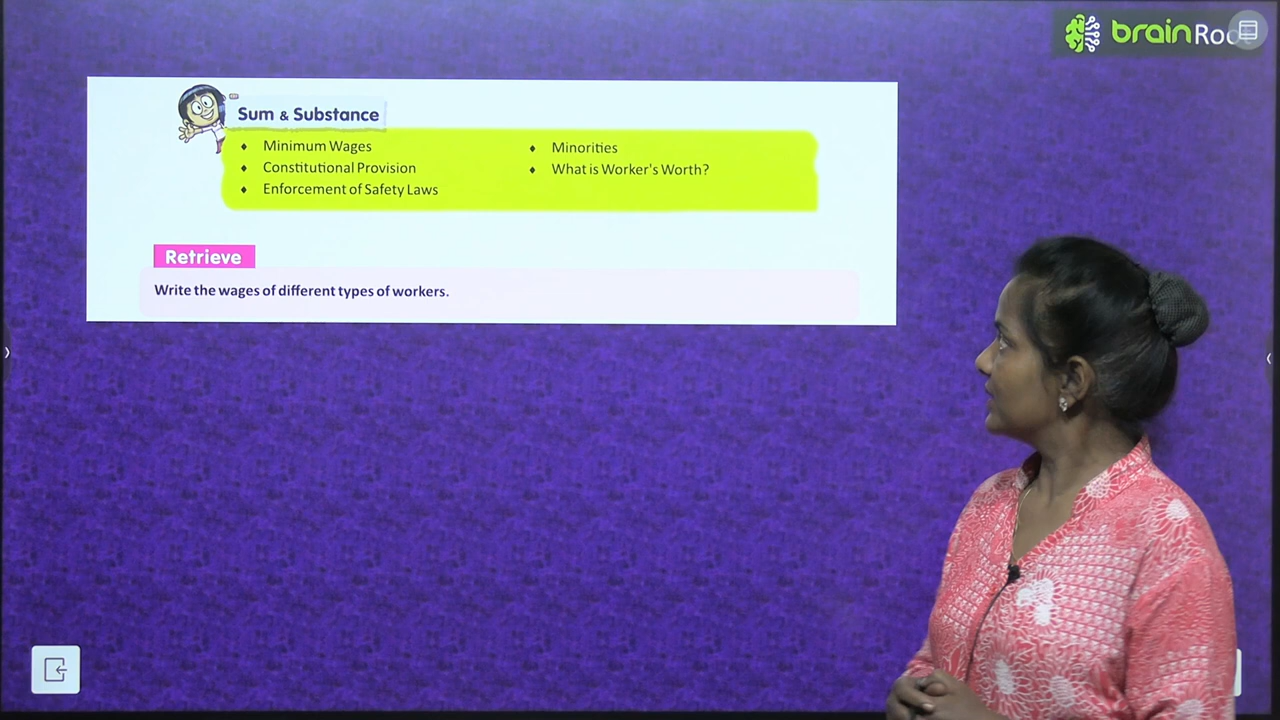 brainRoo
Sum & Substance
♦ Minimum Wages
♦ Constitutional Provision
♦ Enforcement of Safety Laws
♦ Minorities
♦ What is Worker's Worth?
Retrieve
Write the wages of different types of workers.